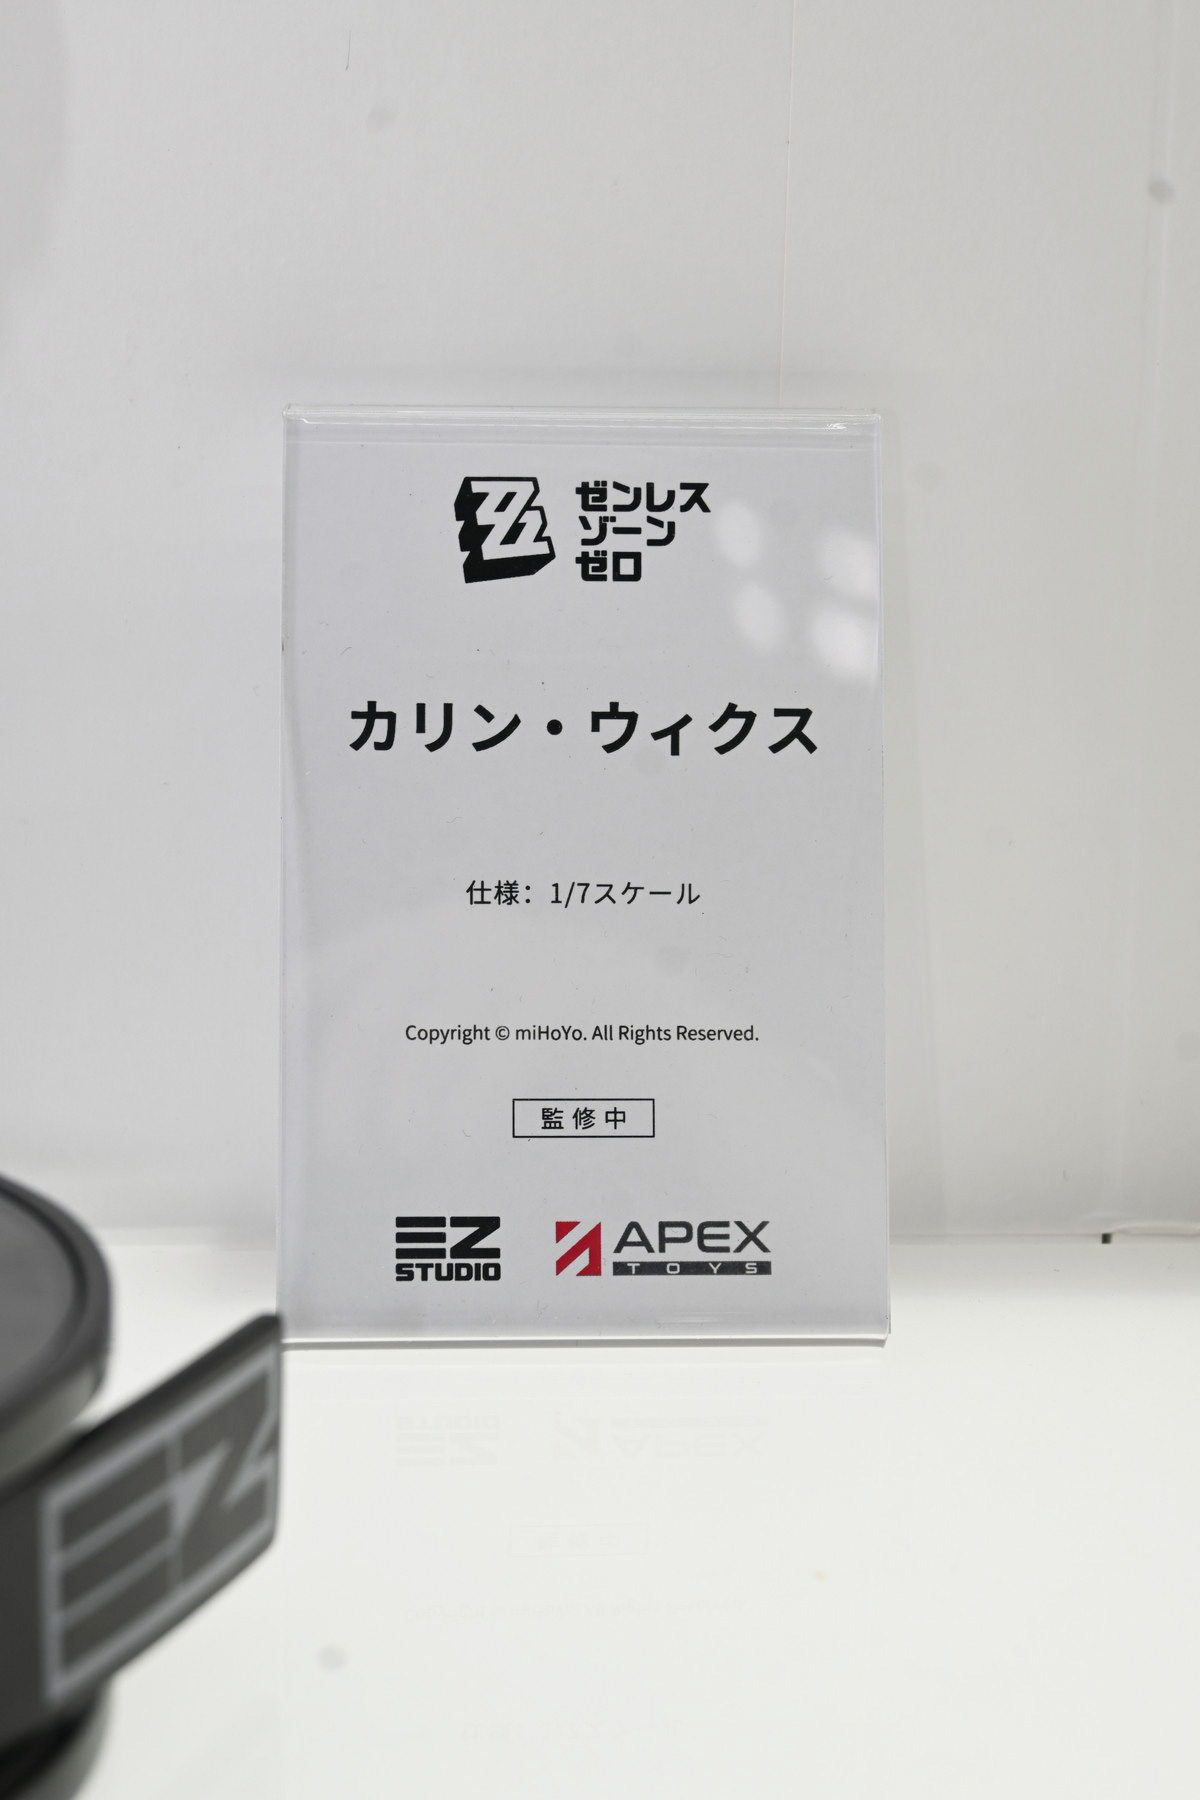 ゼンレス
ゾーン
ゼロ
カリン・ウィクス
仕様：1/7スケール
Copyright © miHoYo. All Rights Reserved.
監修中
EZ
STUDIO
APEX
TOYS
EZ